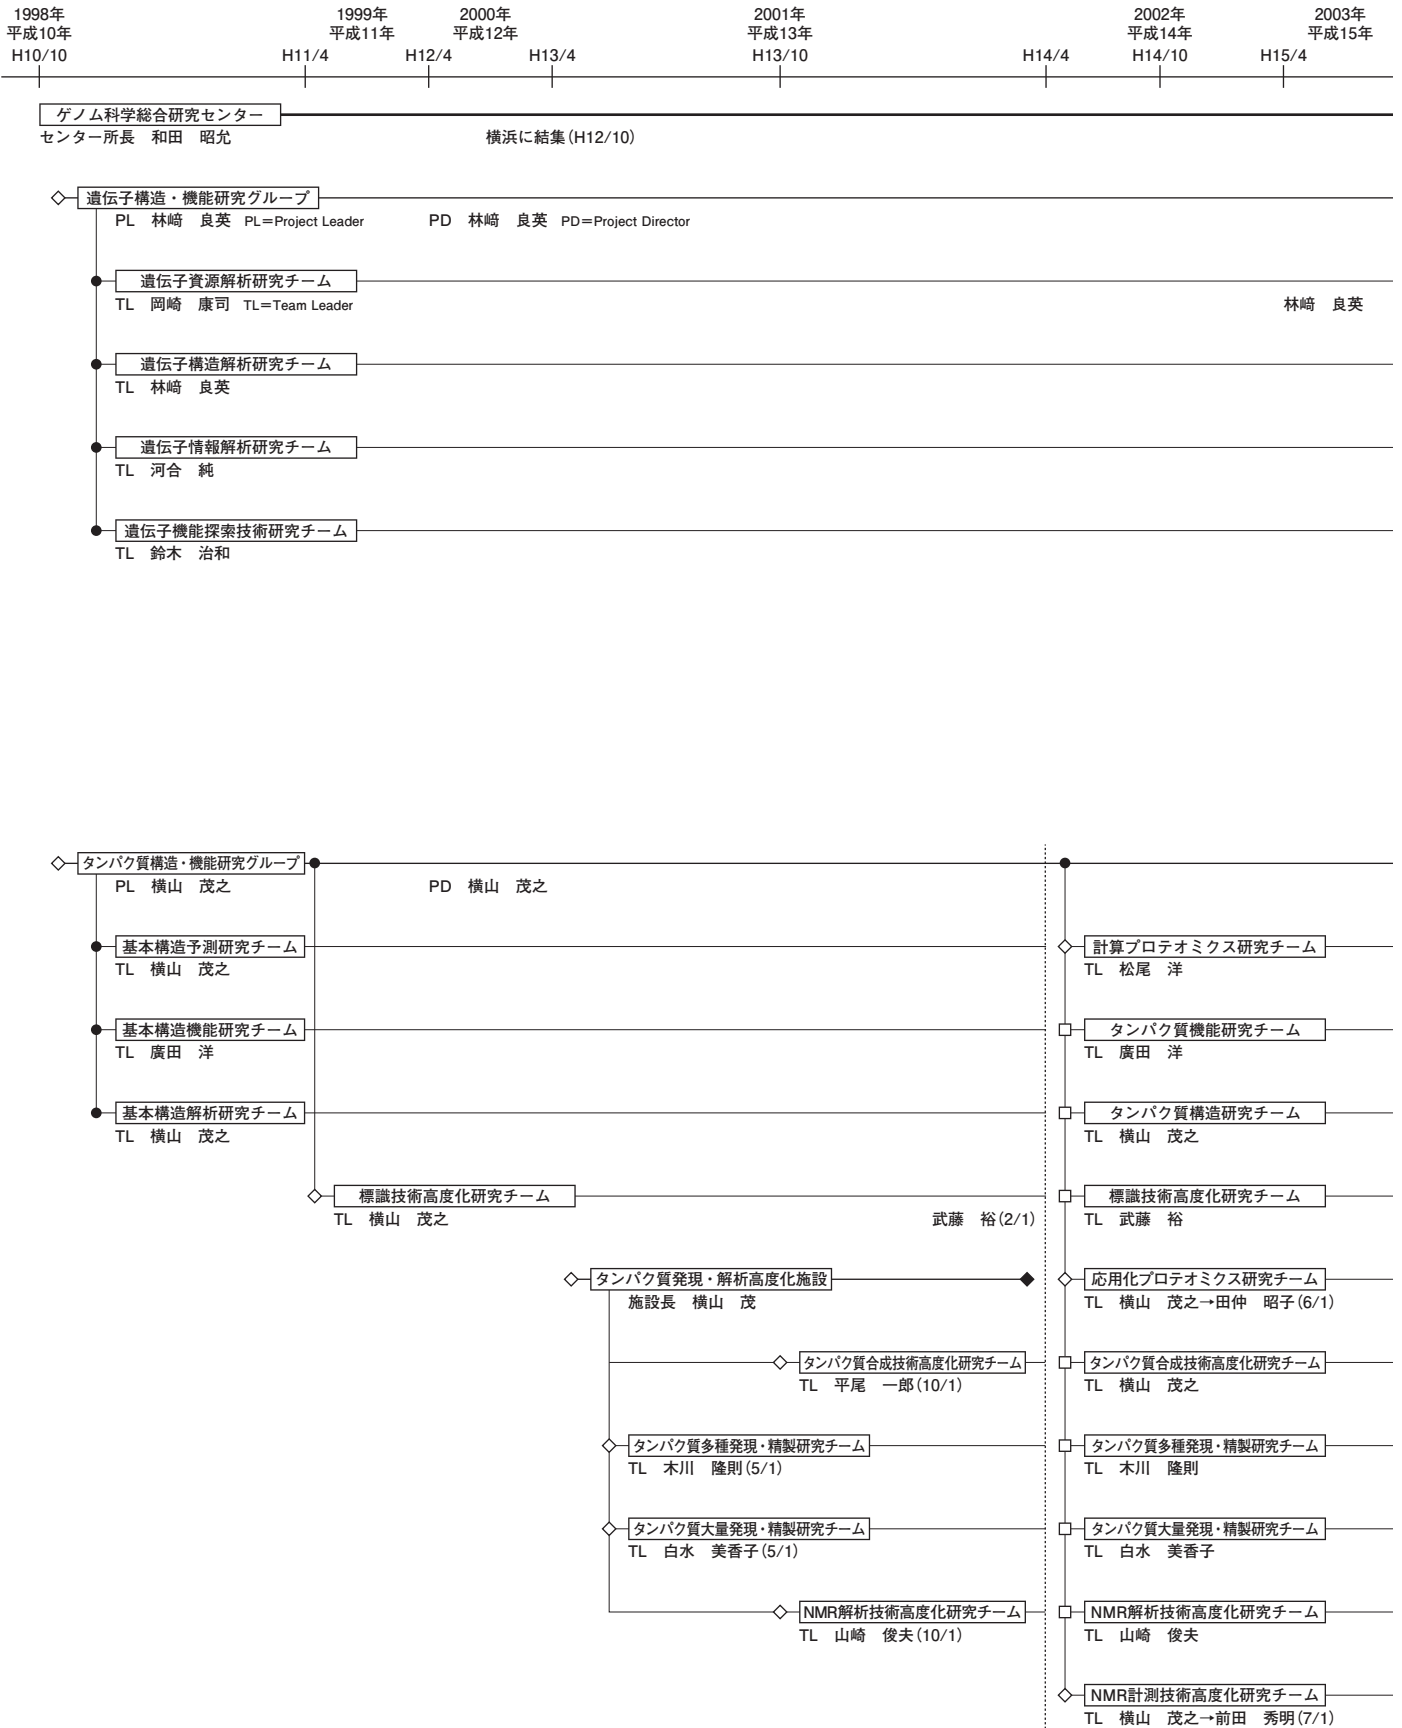 1998年 1999年 2000年 2001年 2002年 2003年
平成10年 平成11年 平成12年 平成13年 平成14年 平成15年
H10/10 H11/4 H12/4 H13/4 H13/10 H14/4 H14/10 H15/4
ゲノム科学総合研究センター
センター所長 和田 昭允 横浜に結集(H12/10)
遺伝子構造・機能研究グループ
PL 林﨑 良英 PL=Project Leader PD 林﨑 良英 PD=Project Director
遺伝子資源解析研究チーム
TL 岡崎 康司 TL=Team Leader 林﨑 良英
遺伝子構造解析研究チーム
TL 林﨑 良英
遺伝子情報解析研究チーム
TL 河合 純
遺伝子機能探索技術研究チーム
TL 鈴木 治和
タンパク質構造・機能研究グループ
PL 横山 茂之 PD 横山 茂之
基本構造予測研究チーム 計算プロテオミクス研究チーム
TL 横山 茂之 TL 松尾 洋
基本構造機能研究チーム タンパク質機能研究チーム
TL 廣田 洋 TL 廣田 洋
基本構造解析研究チーム タンパク質構造研究チーム
TL 横山 茂之 TL 横山 茂之
標識技術高度化研究チーム 標識技術高度化研究チーム
TL 横山 茂之 武藤 裕(2/1) TL 武藤 裕
タンパク質発現・解析高度化施設 応用化プロテオミクス研究チーム
施設長 横山 茂 TL 横山 茂之→田仲 昭子(6/1)
タンパク質合成技術高度化研究チーム タンパク質合成技術高度化研究チーム
TL 平尾 一郎(10/1) TL 横山 茂之
タンパク質多種発現・精製研究チーム タンパク質多種発現・精製研究チーム
TL 木川 隆則(5/1) TL 木川 隆則
タンパク質大量発現・精製研究チーム タンパク質大量発現・精製研究チーム
TL 白水 美香子(5/1) TL 白水 美香子
NMR解析技術高度化研究チーム NMR解析技術高度化研究チーム
TL 山崎 俊夫(10/1) TL 山崎 俊夫
NMR計測技術高度化研究チーム
TL 横山 茂之→前田 秀明(7/1)